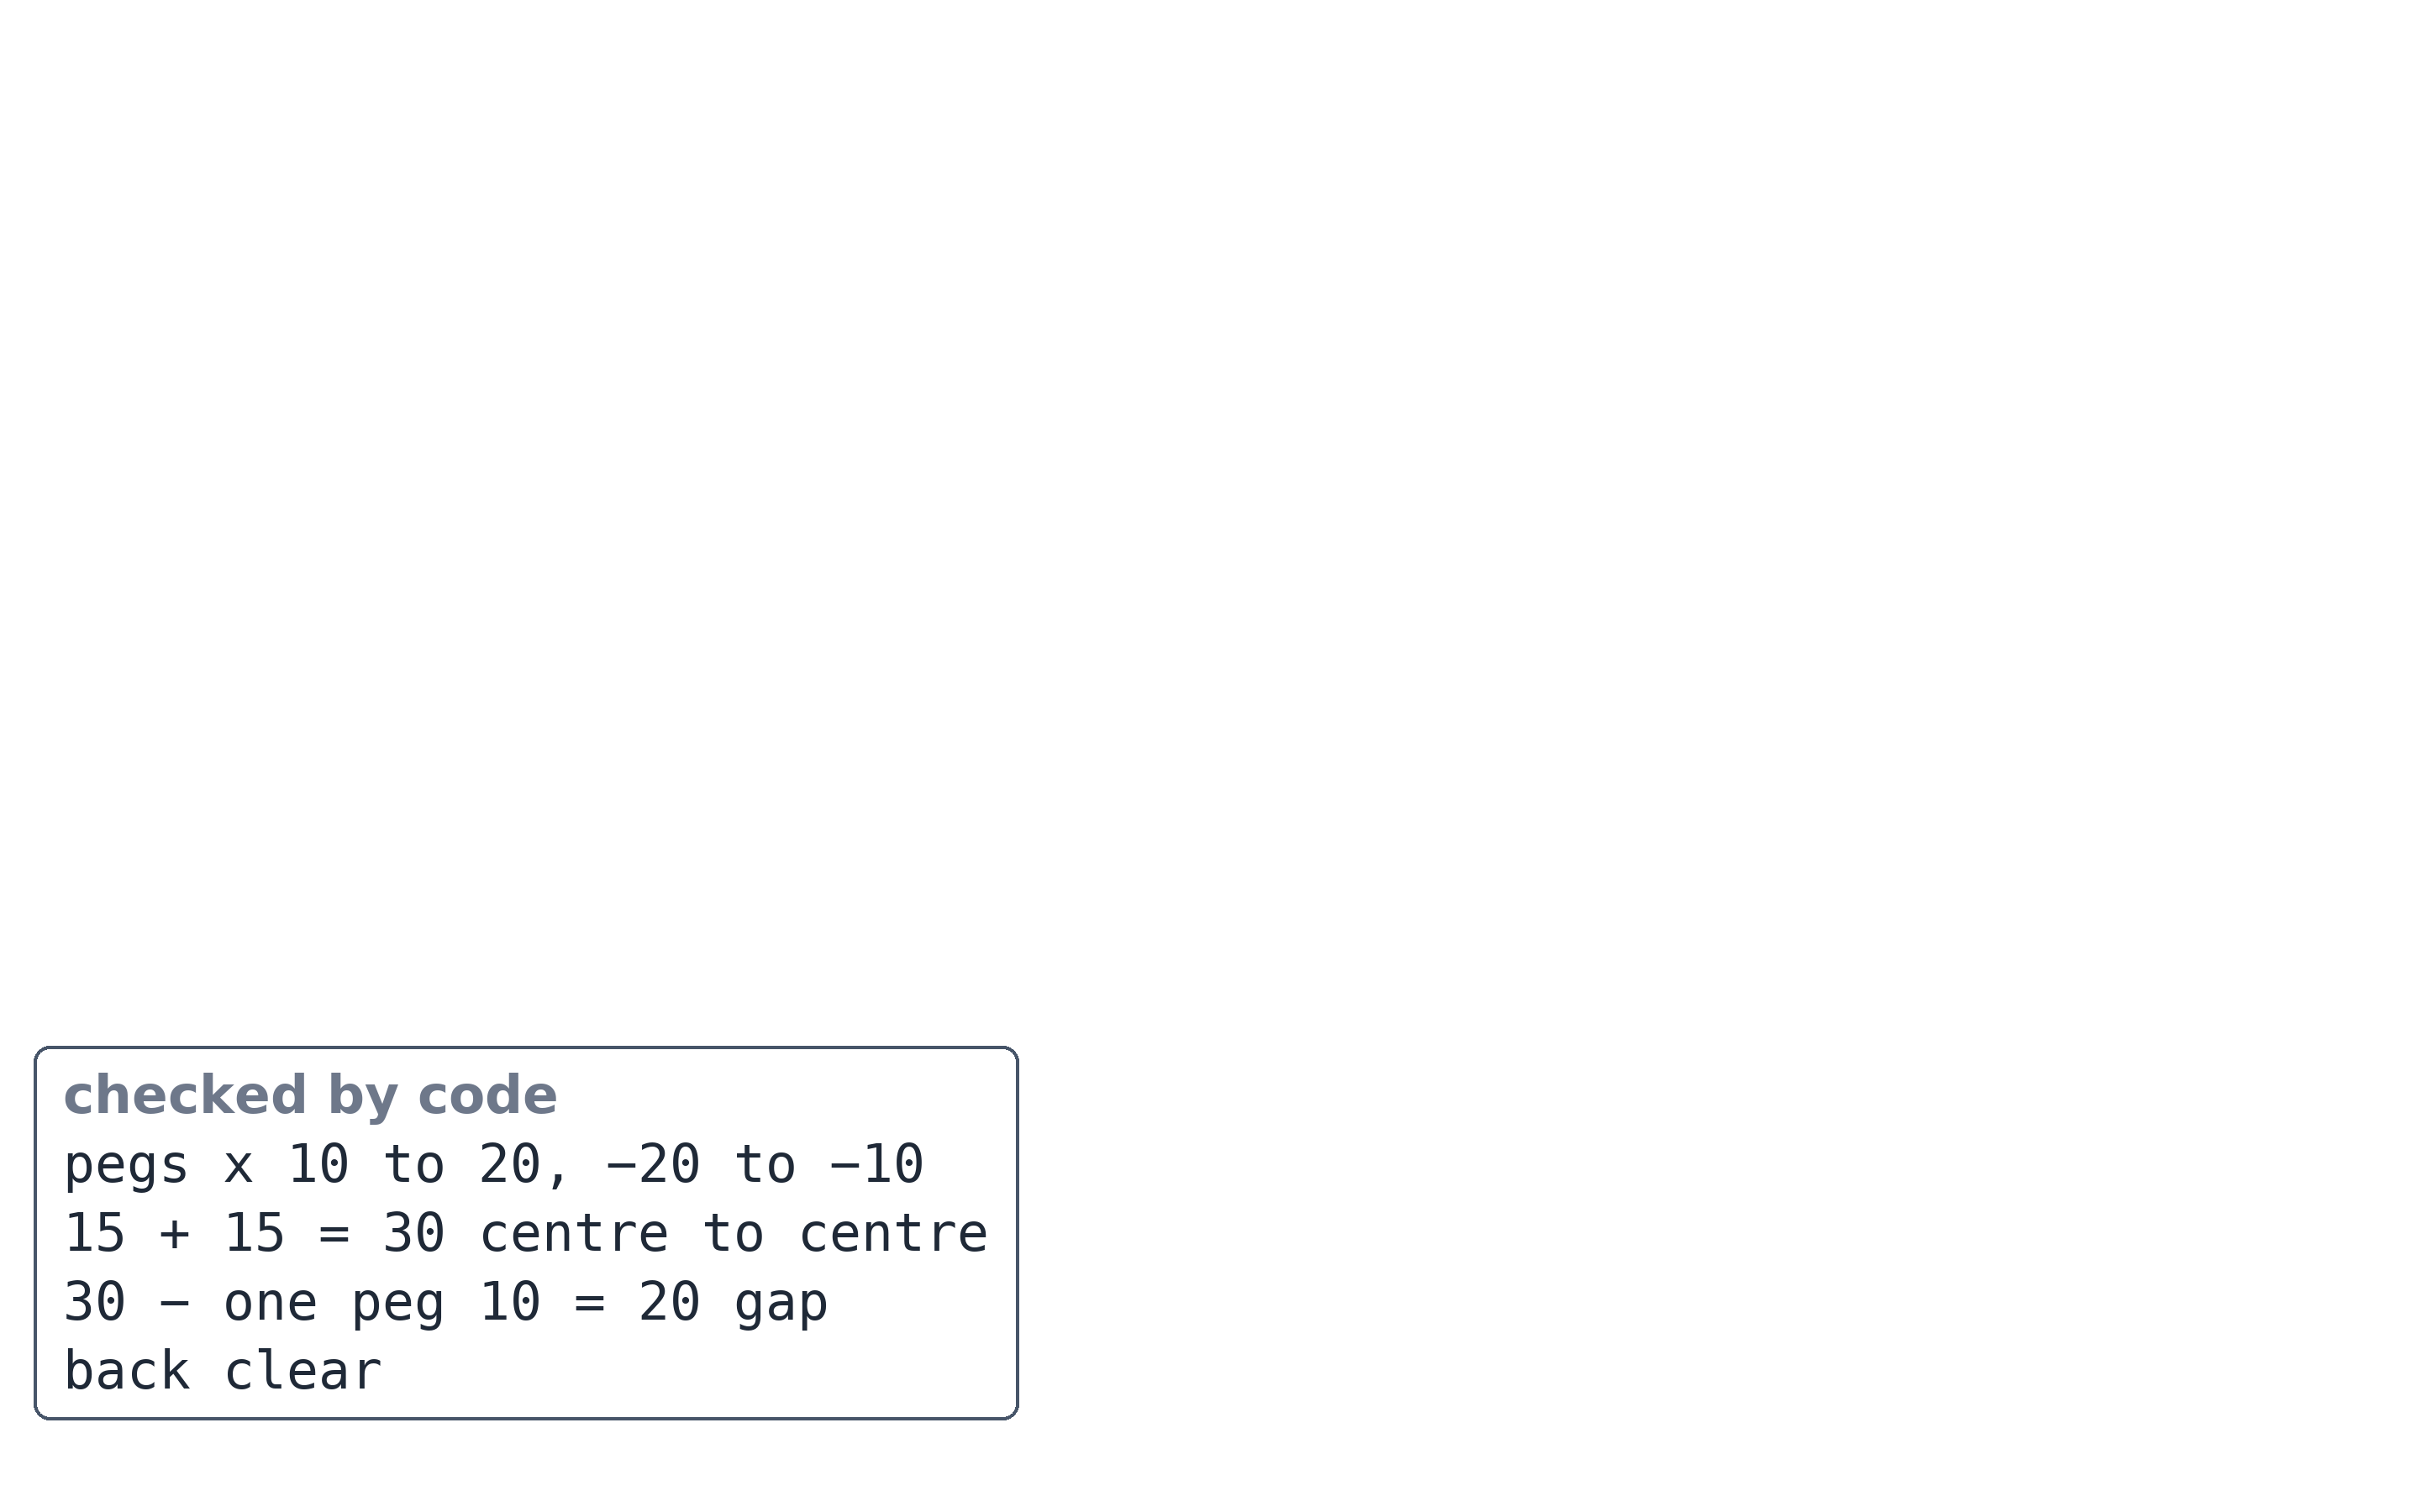 checked by code
pegs x 10 to 20, −20 to −10
15 + 15 = 30 centre to centre
30 − one peg 10 = 20 gap
back clear